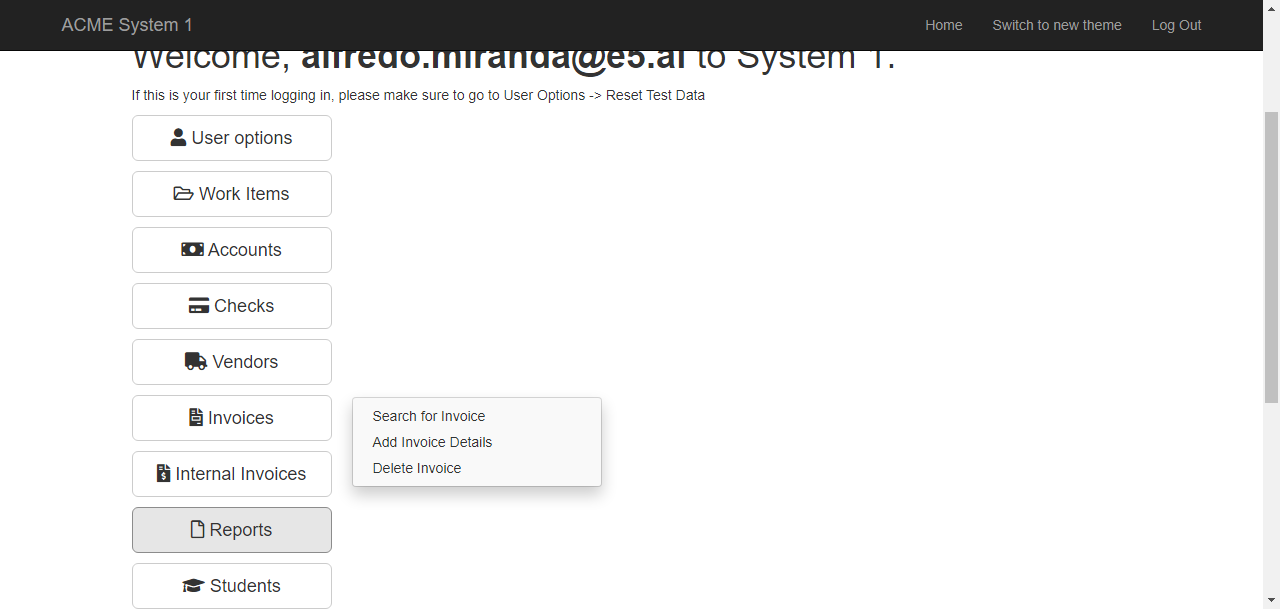 ACME System 1
Home
Switch to new theme
Log Out
Welcome, alfredo.miranda@e5.ai to System 1.
If this is your first time logging in, please make sure to go to User Options -> Reset Test Data
User options
Work Items
Accounts
Checks
Vendors
Invoices
Search for Invoice
Add Invoice Details
Delete Invoice
Internal Invoices
Reports
Students